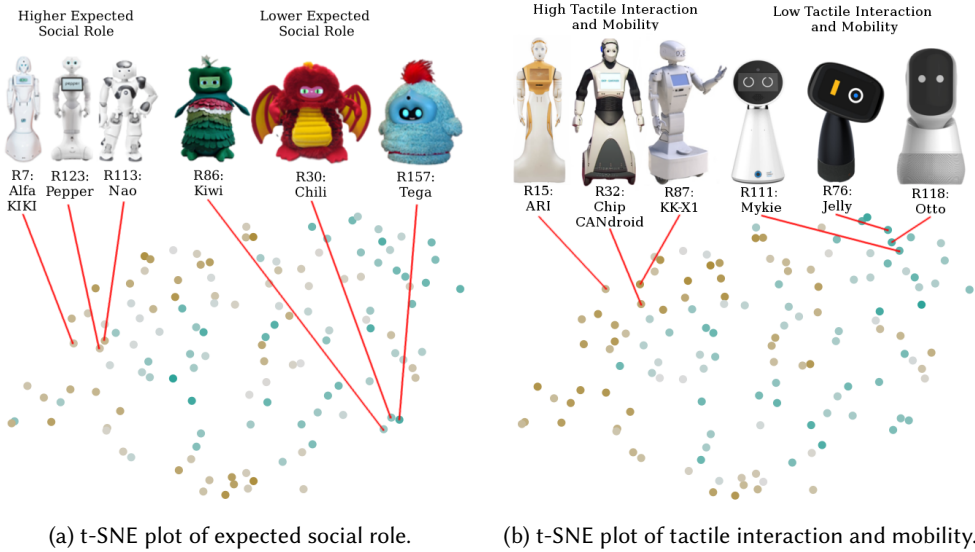 Higher Expected
Social Role
Lower Expected
Social Role
R7:
Alfa
KIKI
R123:
Pepper
R113:
Nao
R86:
Kiwi
R30:
Chili
R157:
Tega
(a) t-SNE plot of expected social role.
High Tactile Interaction
and Mobility
Low Tactile Interaction
and Mobility
R15:
ARI
R32:
Chip
CANdroid
R87:
KK-X1
R111:
Mykie
R76:
Jelly
R118:
Otto
(b) t-SNE plot of tactile interaction and mobility.